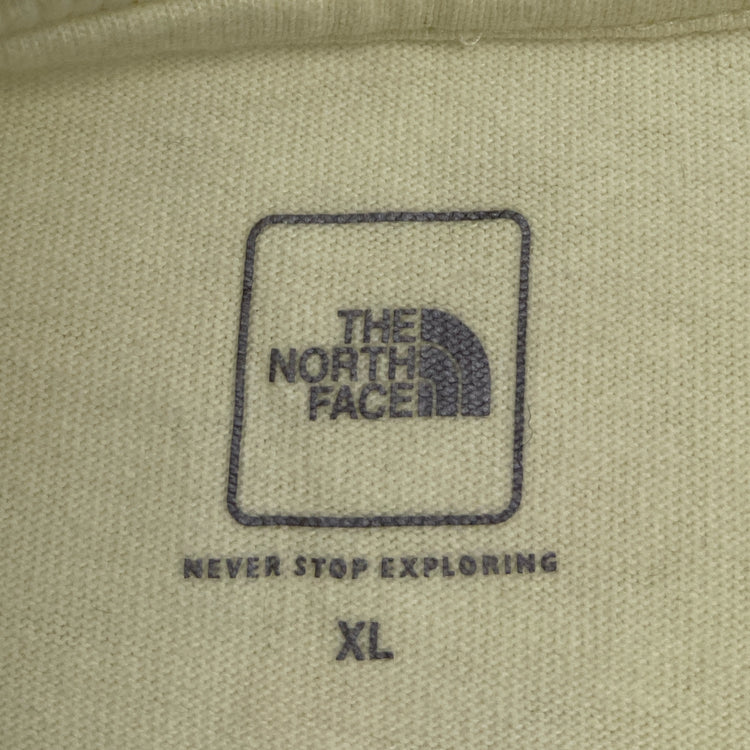 THE
NORTH
FACE
NEVER STOP EXPLORING
XL